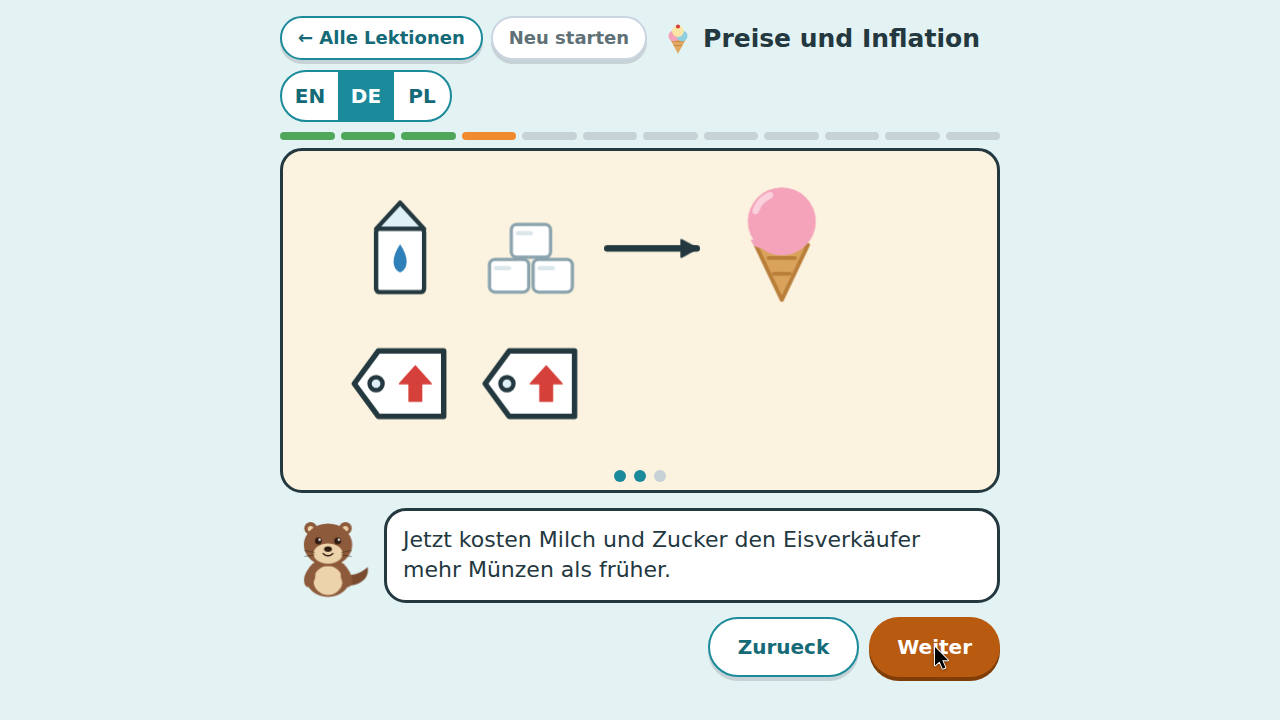 ← Alle Lektionen
Neu starten
Preise und Inflation
EN DE PL
Jetzt kosten Milch und Zucker den Eisverkäufer
mehr Münzen als früher.
Zurueck
Weiter